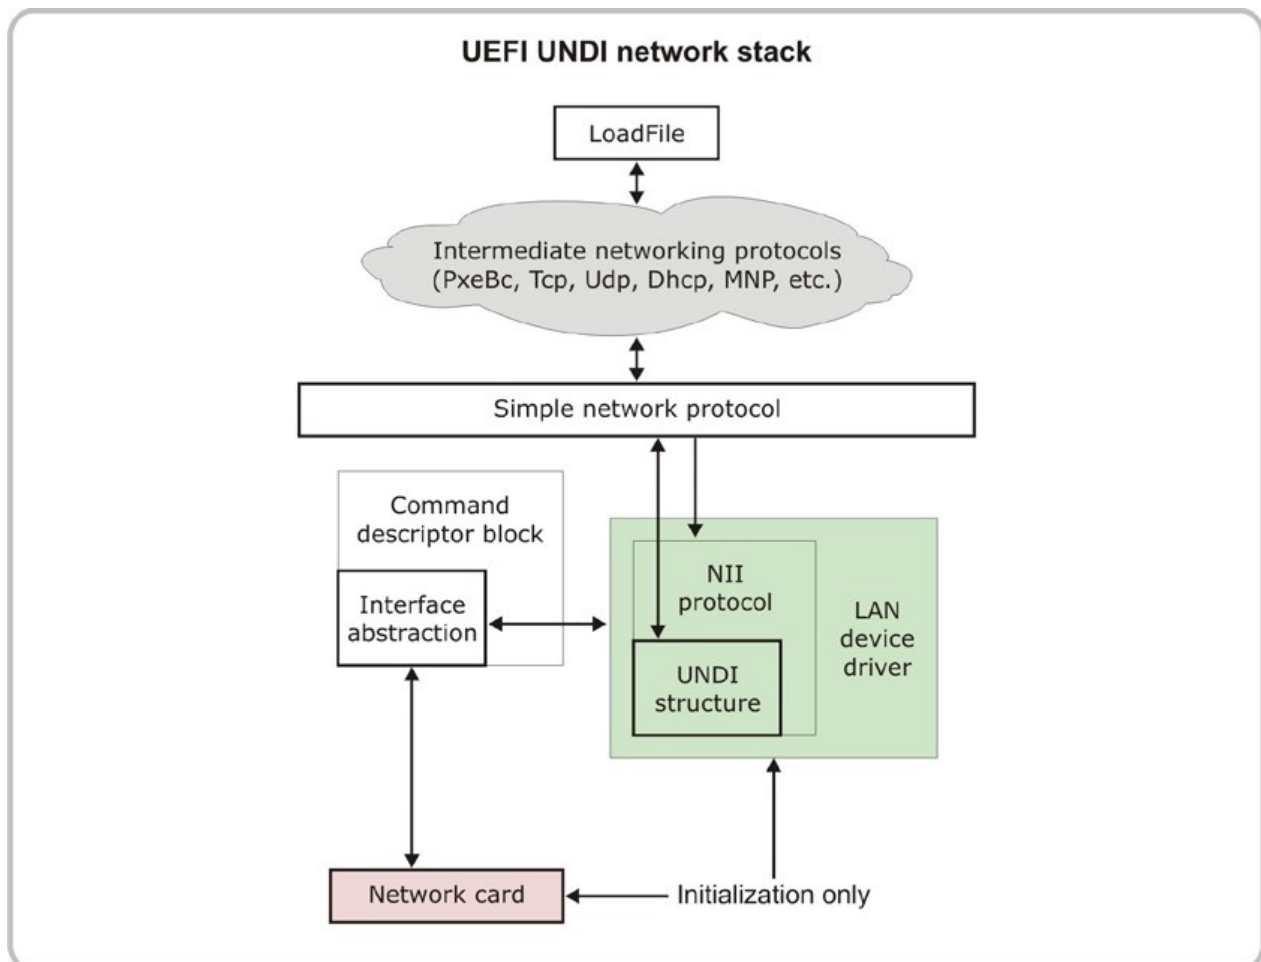 UEFI UNDI network stack
LoadFile
Intermediate networking protocols
(PxeBc, Tcp, Udp, Dhcp, MNP, etc.)
Simple network protocol
Command
descriptor block
Interface
abstraction
NII
protocol
UNDI
structure
LAN
device
driver
Network card
Initialization only